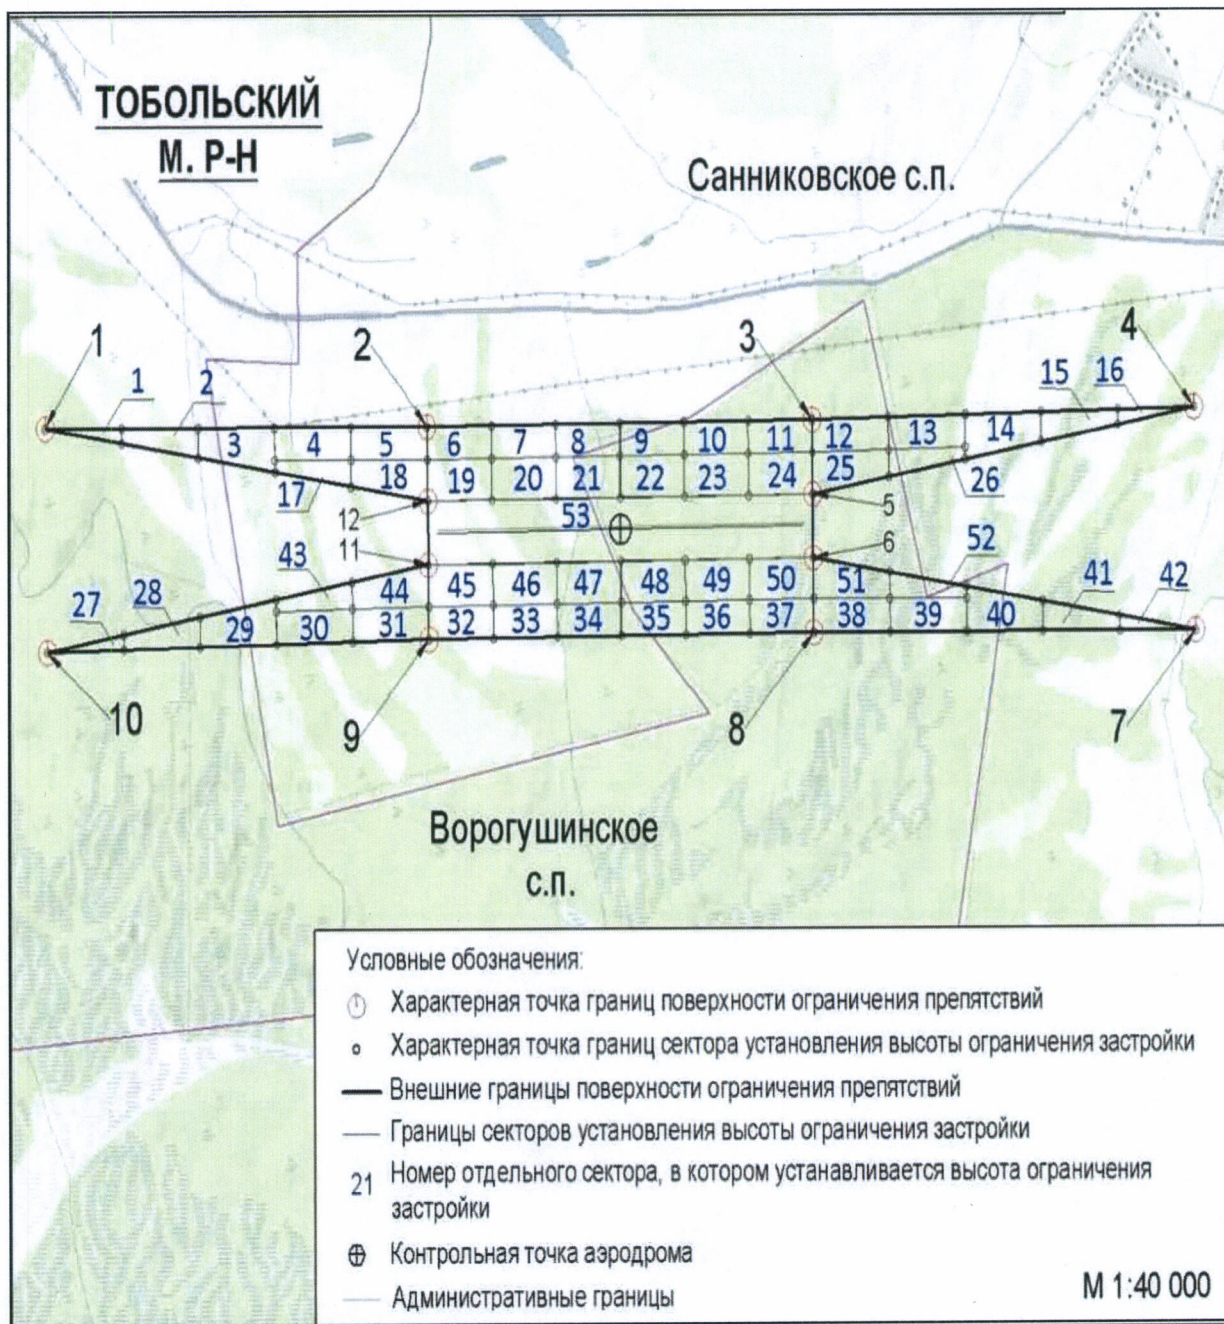 ТОБОЛЬСКИЙ
М. Р-Н
Санниковское с.п.
1 2 3 4
1 2 15 16
3 4 5 6 7 8 9 10 11 12 13 14
17 18 19 20 21 22 23 24 25 26
12 53 5
11 6
43 44 45 46 47 48 49 50 51 52
27 28 29 30 31 32 33 34 35 36 37 38 39 40 41 42
10 9 8 7
Ворогушинское
с.п.
Условные обозначения:
Характерная точка границ поверхности ограничения препятствий
Характерная точка границ сектора установления высоты ограничения застройки
Внешние границы поверхности ограничения препятствий
Границы секторов установления высоты ограничения застройки
21 Номер отдельного сектора, в котором устанавливается высота ограничения
застройки
Контрольная точка аэродрома
Административные границы
М 1:40 000